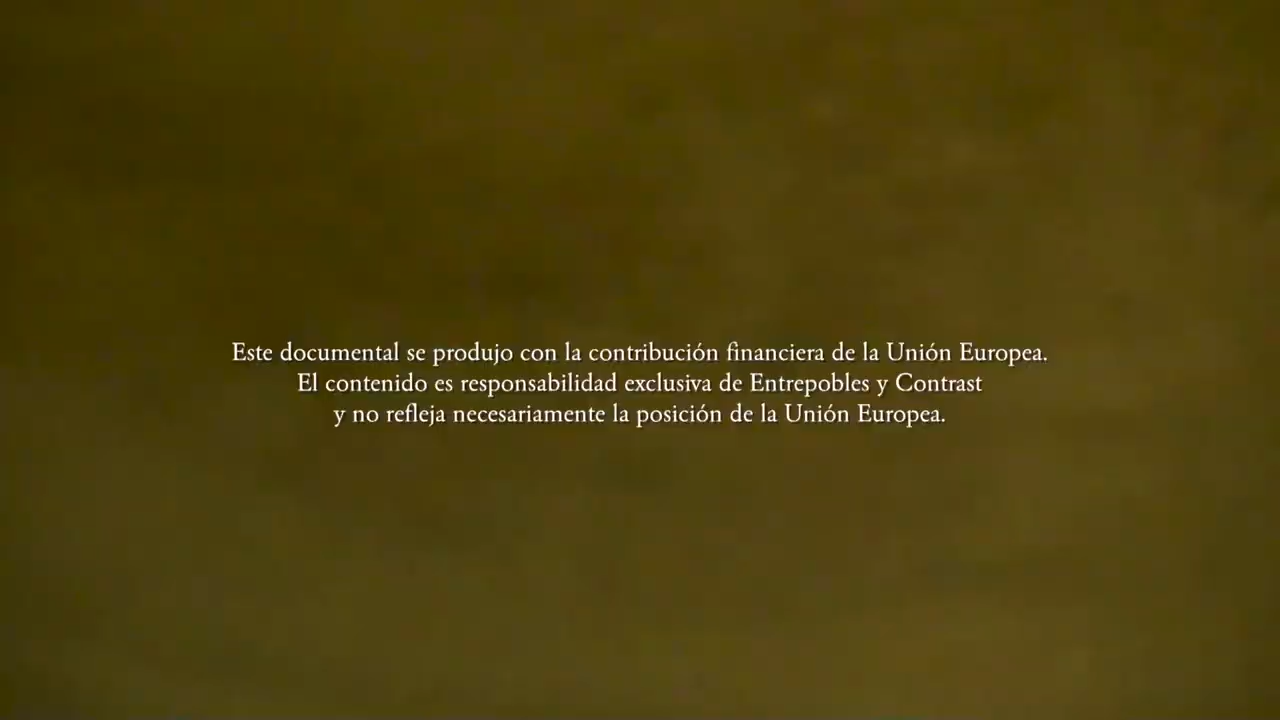 Este documental se produjo con la contribución financiera de la Unión Europea.
El contenido es responsabilidad exclusiva de Entrepobles y Contrast
y no refleja necesariamente la posición de la Unión Europea.